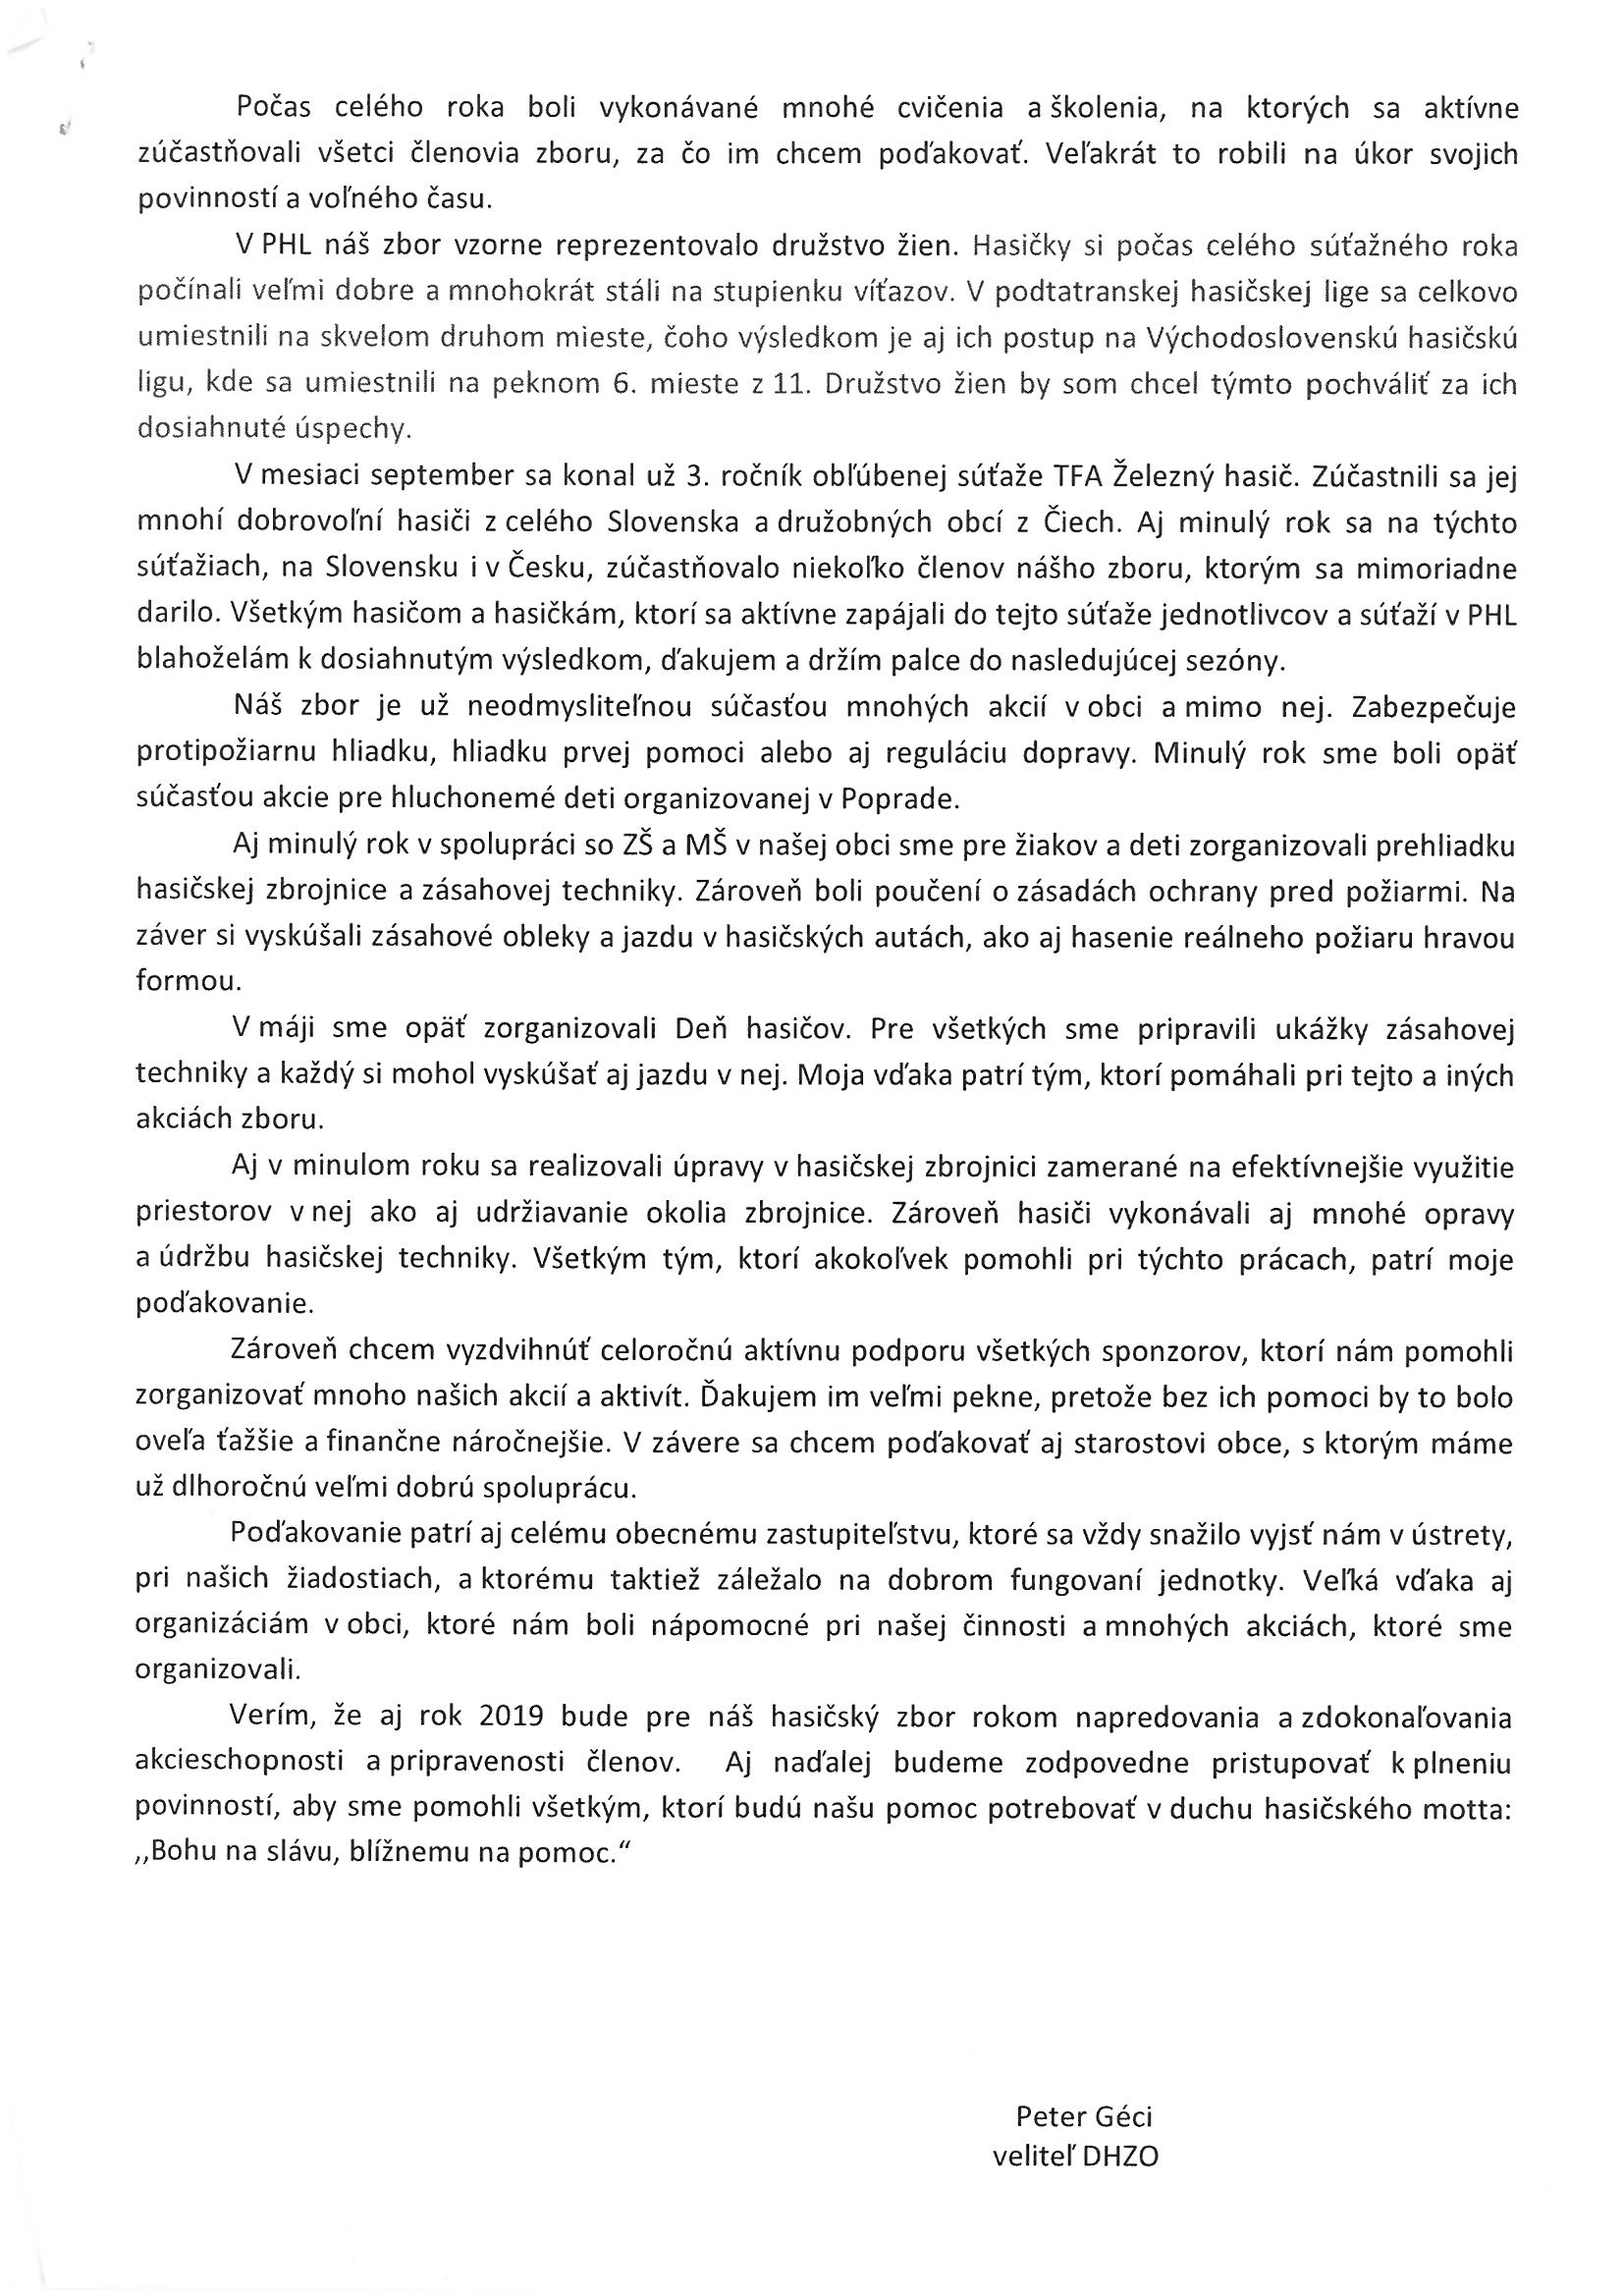 Počas celého roka boli vykonávané mnohé cvičenia a školenia, na ktorých sa aktívne
zúčastňovali všetci členovia zboru, za čo im chcem poďakovať. Veľakrát to robili na úkor svojich
povinností a voľného času.
V PHL náš zbor vzorne reprezentovalo družstvo žien. Hasičky si počas celého súťažného roka
počínali veľmi dobre a mnohokrát stáli na stupienku víťazov. V podtatranskej hasičskej lige sa celkovo
umiestnili na skvelom druhom mieste, čoho výsledkom je aj ich postup na Východoslovenskú hasičskú
ligu, kde sa umiestnili na peknom 6. mieste z 11. Družstvo žien by som chcel týmto pochváliť za ich
dosiahnuté úspechy.
V mesiaci september sa konal už 3. ročník obľúbenej súťaže TFA Železný hasič. Zúčastnili sa jej
mnohí dobrovoľní hasiči z celého Slovenska a družobných obcí z Čiech. Aj minulý rok sa na týchto
súťažiach, na Slovensku i v Česku, zúčastňovalo niekoľko členov nášho zboru, ktorým sa mimoriadne
darilo. Všetkým hasičom a hasičkám, ktorí sa aktívne zapájali do tejto súťaže jednotlivcov a súťaží v PHL
blahoželám k dosiahnutým výsledkom, ďakujem a držím palce do nasledujúcej sezóny.
Náš zbor je už neodmysliteľnou súčasťou mnohých akcií v obci a mimo nej. Zabezpečuje
protipožiarnu hliadku, hliadku prvej pomoci alebo aj reguláciu dopravy. Minulý rok sme boli opäť
súčasťou akcie pre hluchonemé deti organizovanej v Poprade.
Aj minulý rok v spolupráci so ZŠ a MŠ v našej obci sme pre žiakov a deti zorganizovali prehliadku
hasičskej zbrojnice a zásahovej techniky. Zároveň boli poučení o zásadách ochrany pred požiarmi. Na
záver si vyskúšali zásahové obleky a jazdu v hasičských autách, ako aj hasenie reálneho požiaru hravou
formou.
V máji sme opäť zorganizovali Deň hasičov. Pre všetkých sme pripravili ukážky zásahovej
techniky a každý si mohol vyskúšať aj jazdu v nej. Moja vďaka patrí tým, ktorí pomáhali pri tejto a iných
akciách zboru.
Aj v minulom roku sa realizovali úpravy v hasičskej zbrojnici zamerané na efektívnejšie využitie
priestorov v nej ako aj udržiavanie okolia zbrojnice. Zároveň hasiči vykonávali aj mnohé opravy
a údržbu hasičskej techniky. Všetkým tým, ktorí akokoľvek pomohli pri týchto prácach, patrí moje
poďakovanie.
Zároveň chcem vyzdvihnúť celoročnú aktívnu podporu všetkých sponzorov, ktorí nám pomohli
zorganizovať mnoho našich akcií a aktivít. Ďakujem im veľmi pekne, pretože bez ich pomoci by to bolo
oveľa ťažšie a finančne náročnejšie. V závere sa chcem poďakovať aj starostovi obce, s ktorým máme
už dlhoročnú veľmi dobrú spoluprácu.
Poďakovanie patrí aj celému obecnému zastupiteľstvu, ktoré sa vždy snažilo vyjsť nám v ústrety,
pri našich žiadostiach, a ktorému taktiež záležalo na dobrom fungovaní jednotky. Veľká vďaka aj
organizáciám v obci, ktoré nám boli nápomocné pri našej činnosti a mnohých akciách, ktoré sme
organizovali.
Verím, že aj rok 2019 bude pre náš hasičský zbor rokom napredovania a zdokonaľovania
akcieschopnosti a pripravenosti členov. Aj naďalej budeme zodpovedne pristupovať k plneniu
povinností, aby sme pomohli všetkým, ktorí budú našu pomoc potrebovať v duchu hasičského motta:
,,Bohu na slávu, blížnemu na pomoc.“
Peter Géci
veliteľ DHZO